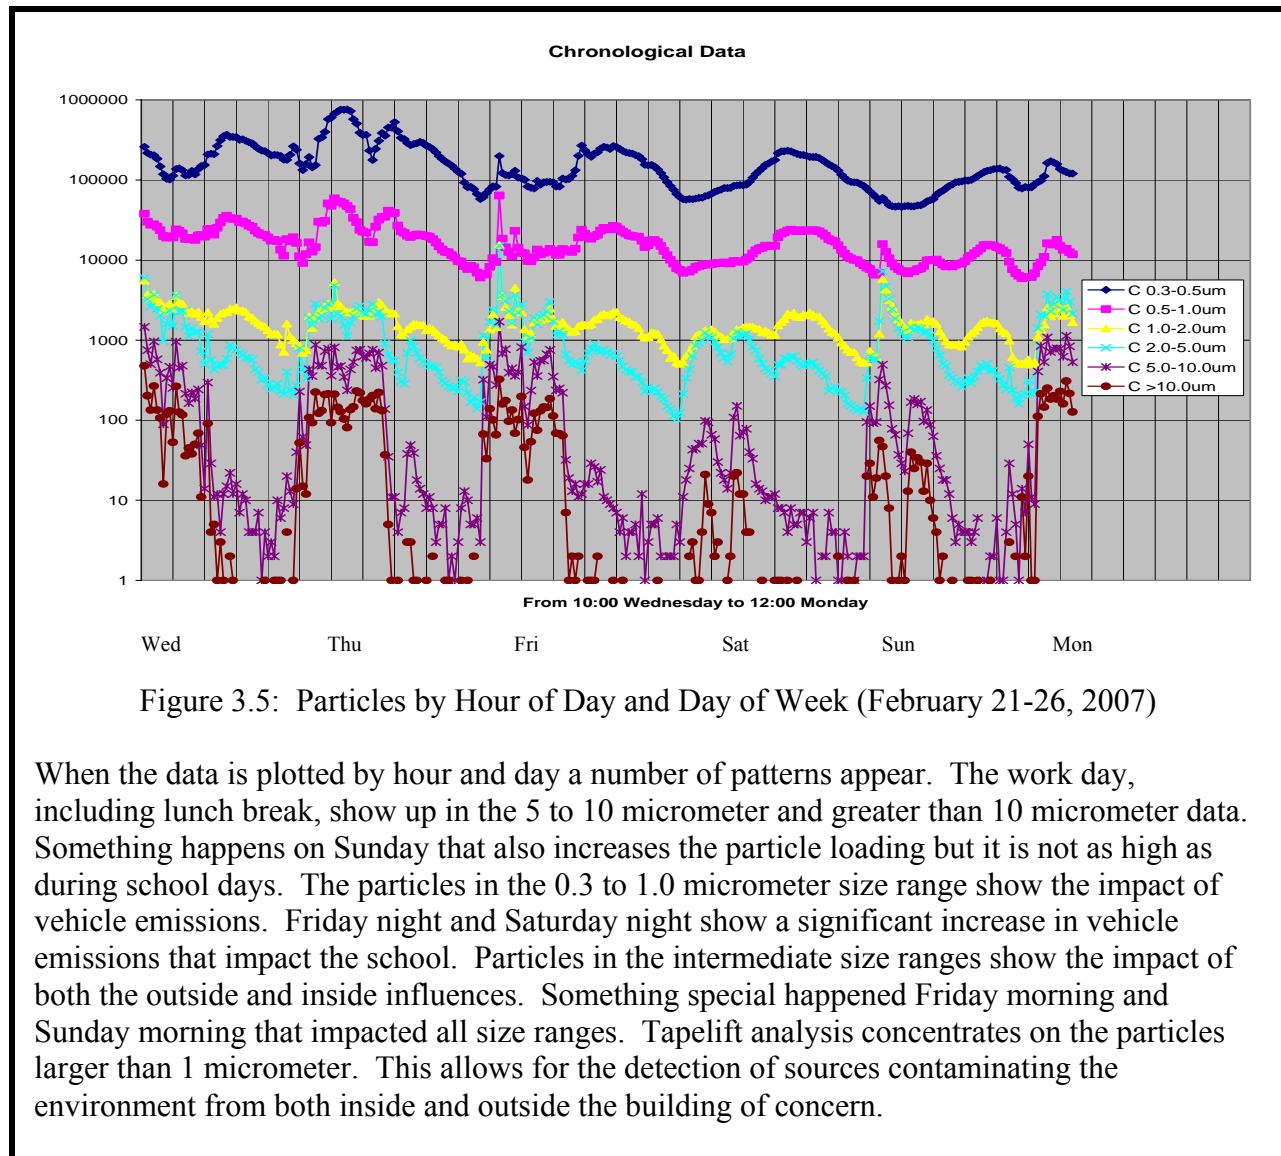 Chronological Data
1000000
100000
10000
1000
100
10
1
C 0.3-0.5um
C 0.5-1.0um
C 1.0-2.0um
C 2.0-5.0um
C 5.0-10.0um
C >10.0um
From 10:00 Wednesday to 12:00 Monday
Wed Thu Fri Sat Sun Mon
Figure 3.5:  Particles by Hour of Day and Day of Week (February 21-26, 2007)
When the data is plotted by hour and day a number of patterns appear.  The work day,
including lunch break, show up in the 5 to 10 micrometer and greater than 10 micrometer data.
Something happens on Sunday that also increases the particle loading but it is not as high as
during school days.  The particles in the 0.3 to 1.0 micrometer size range show the impact of
vehicle emissions.  Friday night and Saturday night show a significant increase in vehicle
emissions that impact the school.  Particles in the intermediate size ranges show the impact of
both the outside and inside influences.  Something special happened Friday morning and
Sunday morning that impacted all size ranges.  Tapelift analysis concentrates on the particles
larger than 1 micrometer.  This allows for the detection of sources contaminating the
environment from both inside and outside the building of concern.